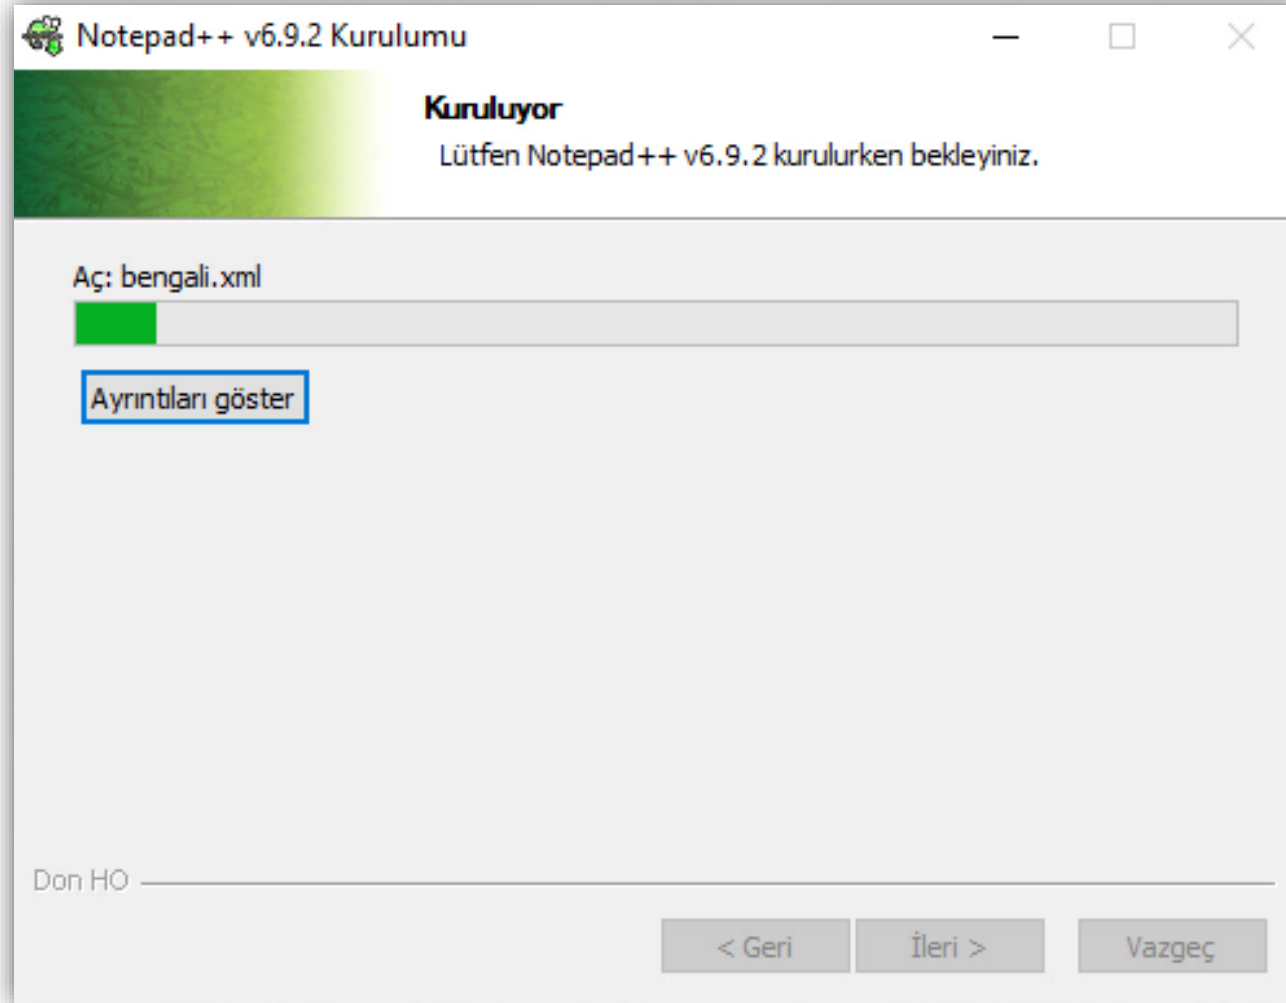 Notepad++ v6.9.2 Kurulumu
Kuruluyor
Lütfen Notepad++ v6.9.2 kurulurken bekleyiniz.
Aç: bengali.xml
Ayrıntıları göster
Don HO
< Geri
İleri >
Vazgeç